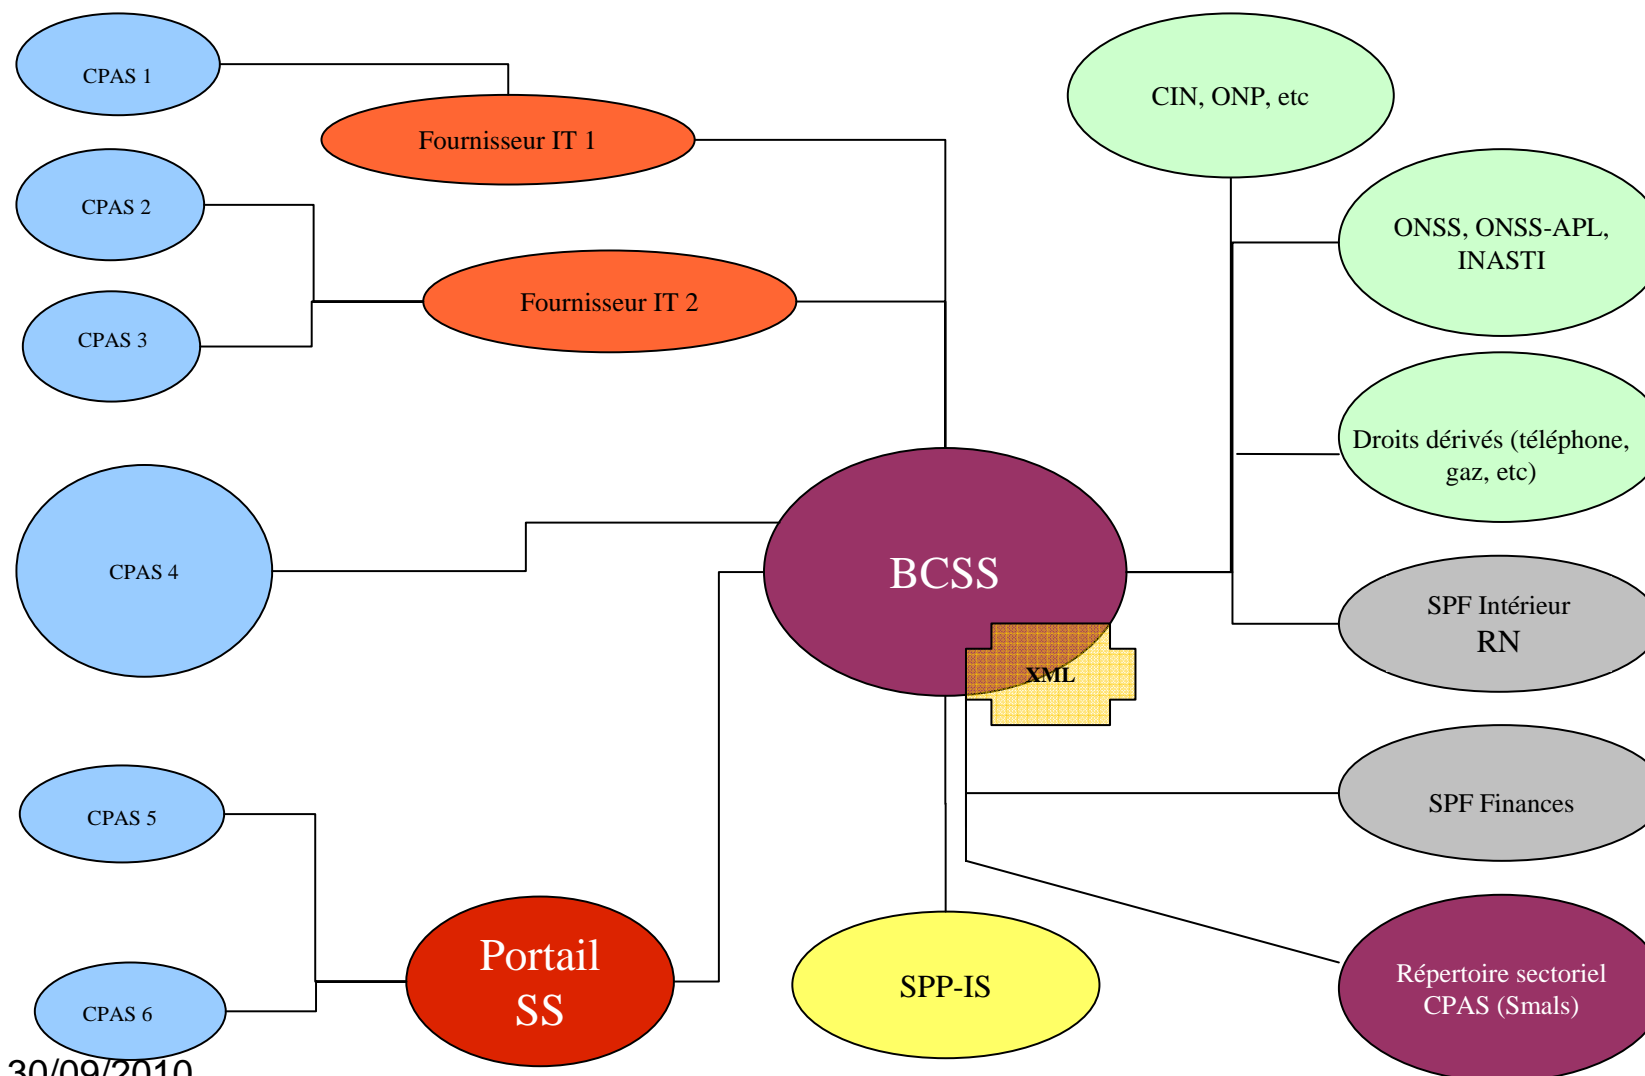 CPAS 1
Fournisseur IT 1
CIN, ONP, etc
CPAS 2
ONSS, ONSS-APL,
INASTI
CPAS 3
Fournisseur IT 2
Droits dérivés (téléphone,
gaz, etc)
CPAS 4
BCSS
SPF Intérieur
RN
XML
CPAS 5
SPF Finances
CPAS 6
Portail
SS
SPP-IS
Répertoire sectoriel
CPAS (Smals)
30/09/2010